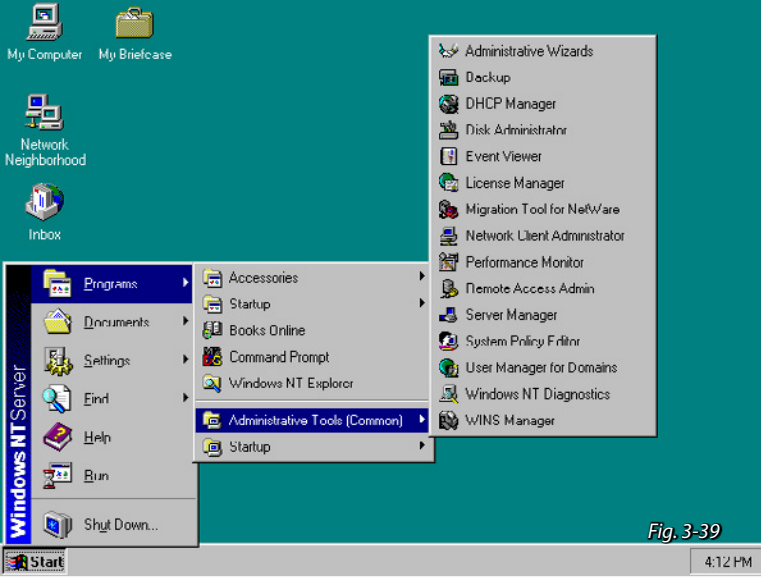 My Computer
My Briefcase
Network
Neighborhood
Inbox
Windows NT Server
Programs
Documents
Settings
Find
Help
Run
Shut Down...
Accessories
Startup
Books Online
Command Prompt
Windows NT Explorer
Administrative Tools (Common)
Startup
Administrative Wizards
Backup
DHCP Manager
Disk Administrator
Event Viewer
License Manager
Migration Tool for NetWare
Network Client Administrator
Performance Monitor
Remote Access Admin
Server Manager
System Policy Editor
User Manager for Domains
Windows NT Diagnostics
WINS Manager
Fig. 3-39
Start
4:12 PM